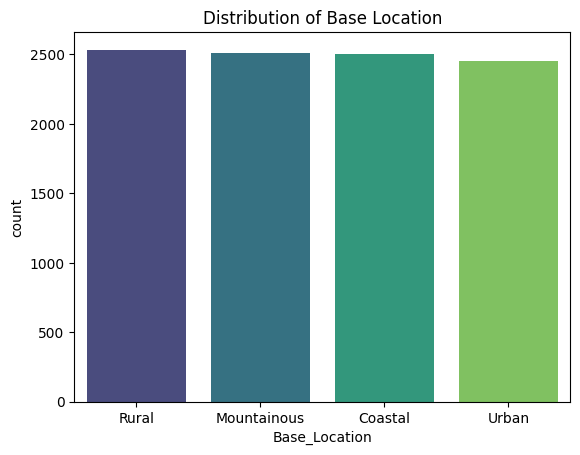 Distribution of Base Location
2500
2000
1500
1000
500
0
count
Rural Mountainous Coastal Urban
Base_Location